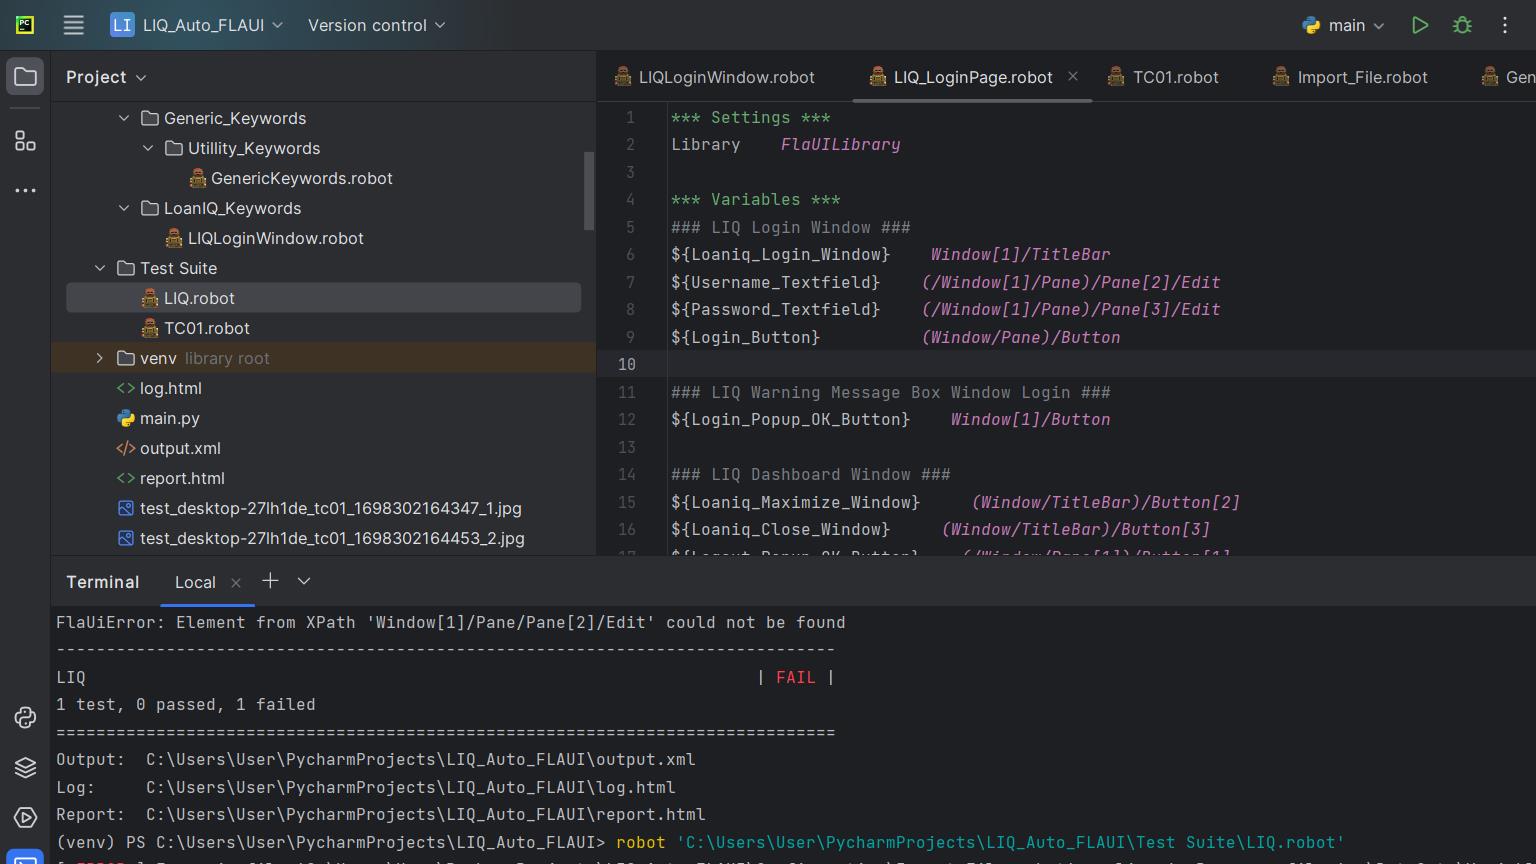 LI LIQ_Auto_FLAUI Version control main
Project
Generic_Keywords
Utillity_Keywords
GenericKeywords.robot
LoanIQ_Keywords
LIQLoginWindow.robot
Test Suite
LIQ.robot
TC01.robot
venv library root
log.html
main.py
output.xml
report.html
test_desktop-27lh1de_tc01_1698302164347_1.jpg
test_desktop-27lh1de_tc01_1698302164453_2.jpg
LIQLoginWindow.robot LIQ_LoginPage.robot TC01.robot Import_File.robot Gen
1 *** Settings ***
2 Library    FlaUILibrary
3
4 *** Variables ***
5 ### LIQ Login Window ###
6 ${Loaniq_Login_Window}    Window[1]/TitleBar
7 ${Username_Textfield}    (/Window[1]/Pane)/Pane[2]/Edit
8 ${Password_Textfield}    (/Window[1]/Pane)/Pane[3]/Edit
9 ${Login_Button}          (Window/Pane)/Button
10
11 ### LIQ Warning Message Box Window Login ###
12 ${Login_Popup_OK_Button}    Window[1]/Button
13
14 ### LIQ Dashboard Window ###
15 ${Loaniq_Maximize_Window}     (Window/TitleBar)/Button[2]
16 ${Loaniq_Close_Window}     (Window/TitleBar)/Button[3]
17 ${Logout_Popup_OK_Button}    (/Window/Pane[1])/Button[1]
Terminal Local
FlaUiError: Element from XPath 'Window[1]/Pane/Pane[2]/Edit' could not be found
------------------------------------------------------------------------------
LIQ                                                                   | FAIL |
1 test, 0 passed, 1 failed
==============================================================================
Output:  C:\Users\User\PycharmProjects\LIQ_Auto_FLAUI\output.xml
Log:     C:\Users\User\PycharmProjects\LIQ_Auto_FLAUI\log.html
Report:  C:\Users\User\PycharmProjects\LIQ_Auto_FLAUI\report.html
(venv) PS C:\Users\User\PycharmProjects\LIQ_Auto_FLAUI> robot 'C:\Users\User\PycharmProjects\LIQ_Auto_FLAUI\Test Suite\LIQ.robot'